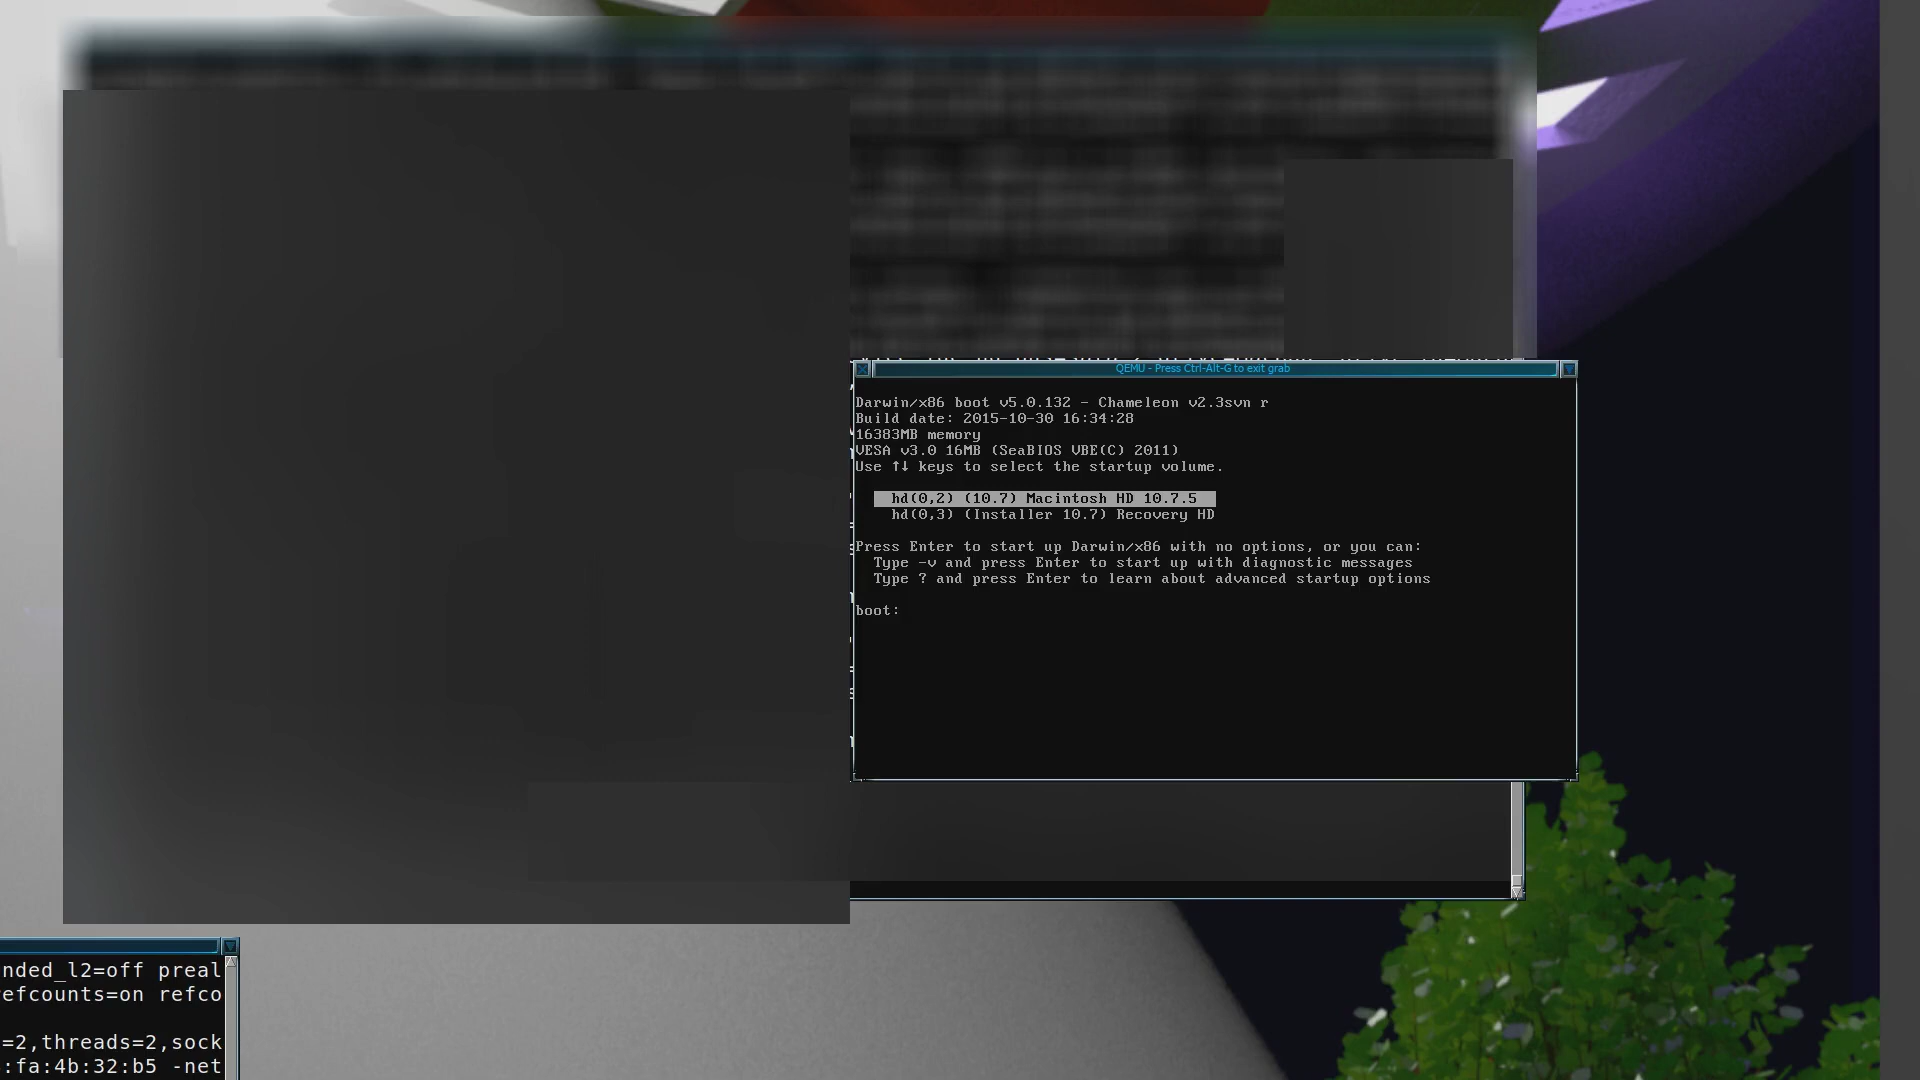 QEMU - Press Ctrl-Alt-G to exit grab
Darwin/x86 boot v5.0.132 - Chameleon v2.3svn r
Build date: 2015-10-30 16:34:28
16383MB memory
VESA v3.0 16MB (SeaBIOS VBE(C) 2011)
Use ↑↓ keys to select the startup volume.
hd(0,2) (10.7) Macintosh HD 10.7.5
hd(0,3) (Installer 10.7) Recovery HD
Press Enter to start up Darwin/x86 with no options, or you can:
Type -v and press Enter to start up with diagnostic messages
Type ? and press Enter to learn about advanced startup options
boot:
nded_l2=off preal
efcounts=on refco
=2,threads=2,sock
:fa:4b:32:b5 -net